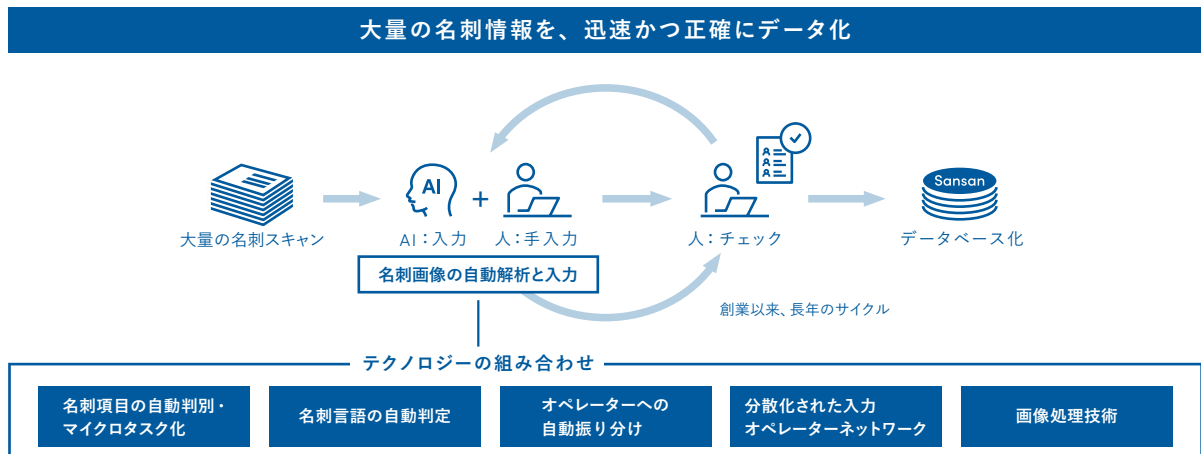 大量の名刺情報を、迅速かつ正確にデータ化
AI
Sansan
大量の名刺スキャン
AI：入力
+
人：手入力
人：チェック
データベース化
名刺画像の自動解析と入力
創業以来、長年のサイクル
テクノロジーの組み合わせ
名刺項目の自動判別・
マイクロタスク化
名刺言語の自動判定
オペレーターへの
自動振り分け
分散化された入力
オペレーターネットワーク
画像処理技術